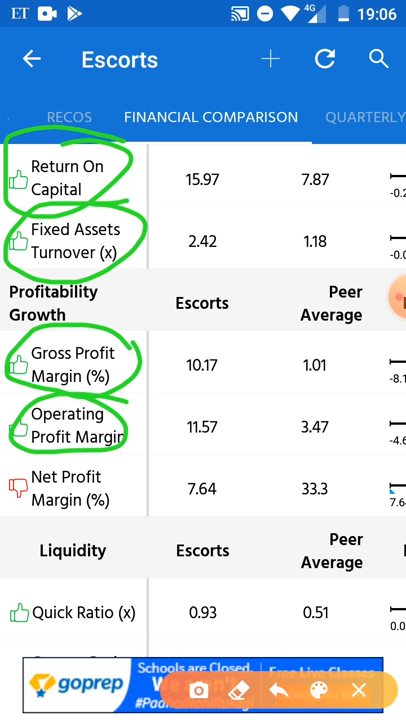 ET 4G 19:06
Escorts
RECOS FINANCIAL COMPARISON QUARTERLY
Return On
Capital 15.97 7.87 -0.2
Fixed Assets
Turnover (x) 2.42 1.18 -0.0
Profitability
Growth Escorts Peer
Average
Gross Profit
Margin (%) 10.17 1.01 -8.1
Operating
Profit Margin 11.57 3.47 -4.6
Net Profit
Margin (%) 7.64 33.3 7.6
Liquidity Escorts Peer
Average
Quick Ratio (x) 0.93 0.51 0.0
goprep Schools are Closed,
We aren't Free Live Classes